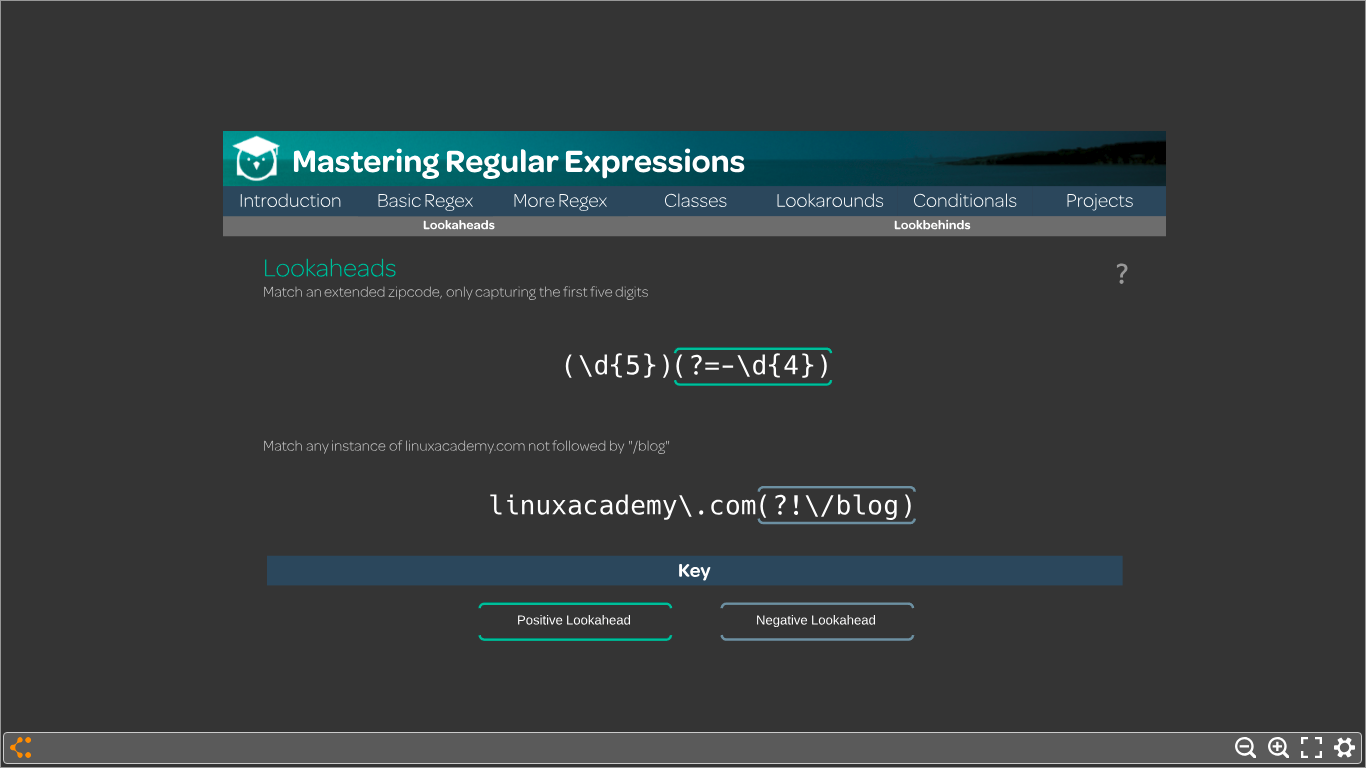 Mastering Regular Expressions
Introduction Basic Regex More Regex Classes Lookarounds Conditionals Projects
Lookaheads Lookbehinds
Lookaheads
?
Match an extended zipcode, only capturing the first five digits
(\d{5})(?=-\d{4})
Match any instance of linuxacademy.com not followed by "/blog"
linuxacademy\.com(?!\/blog)
Key
Positive Lookahead Negative Lookahead